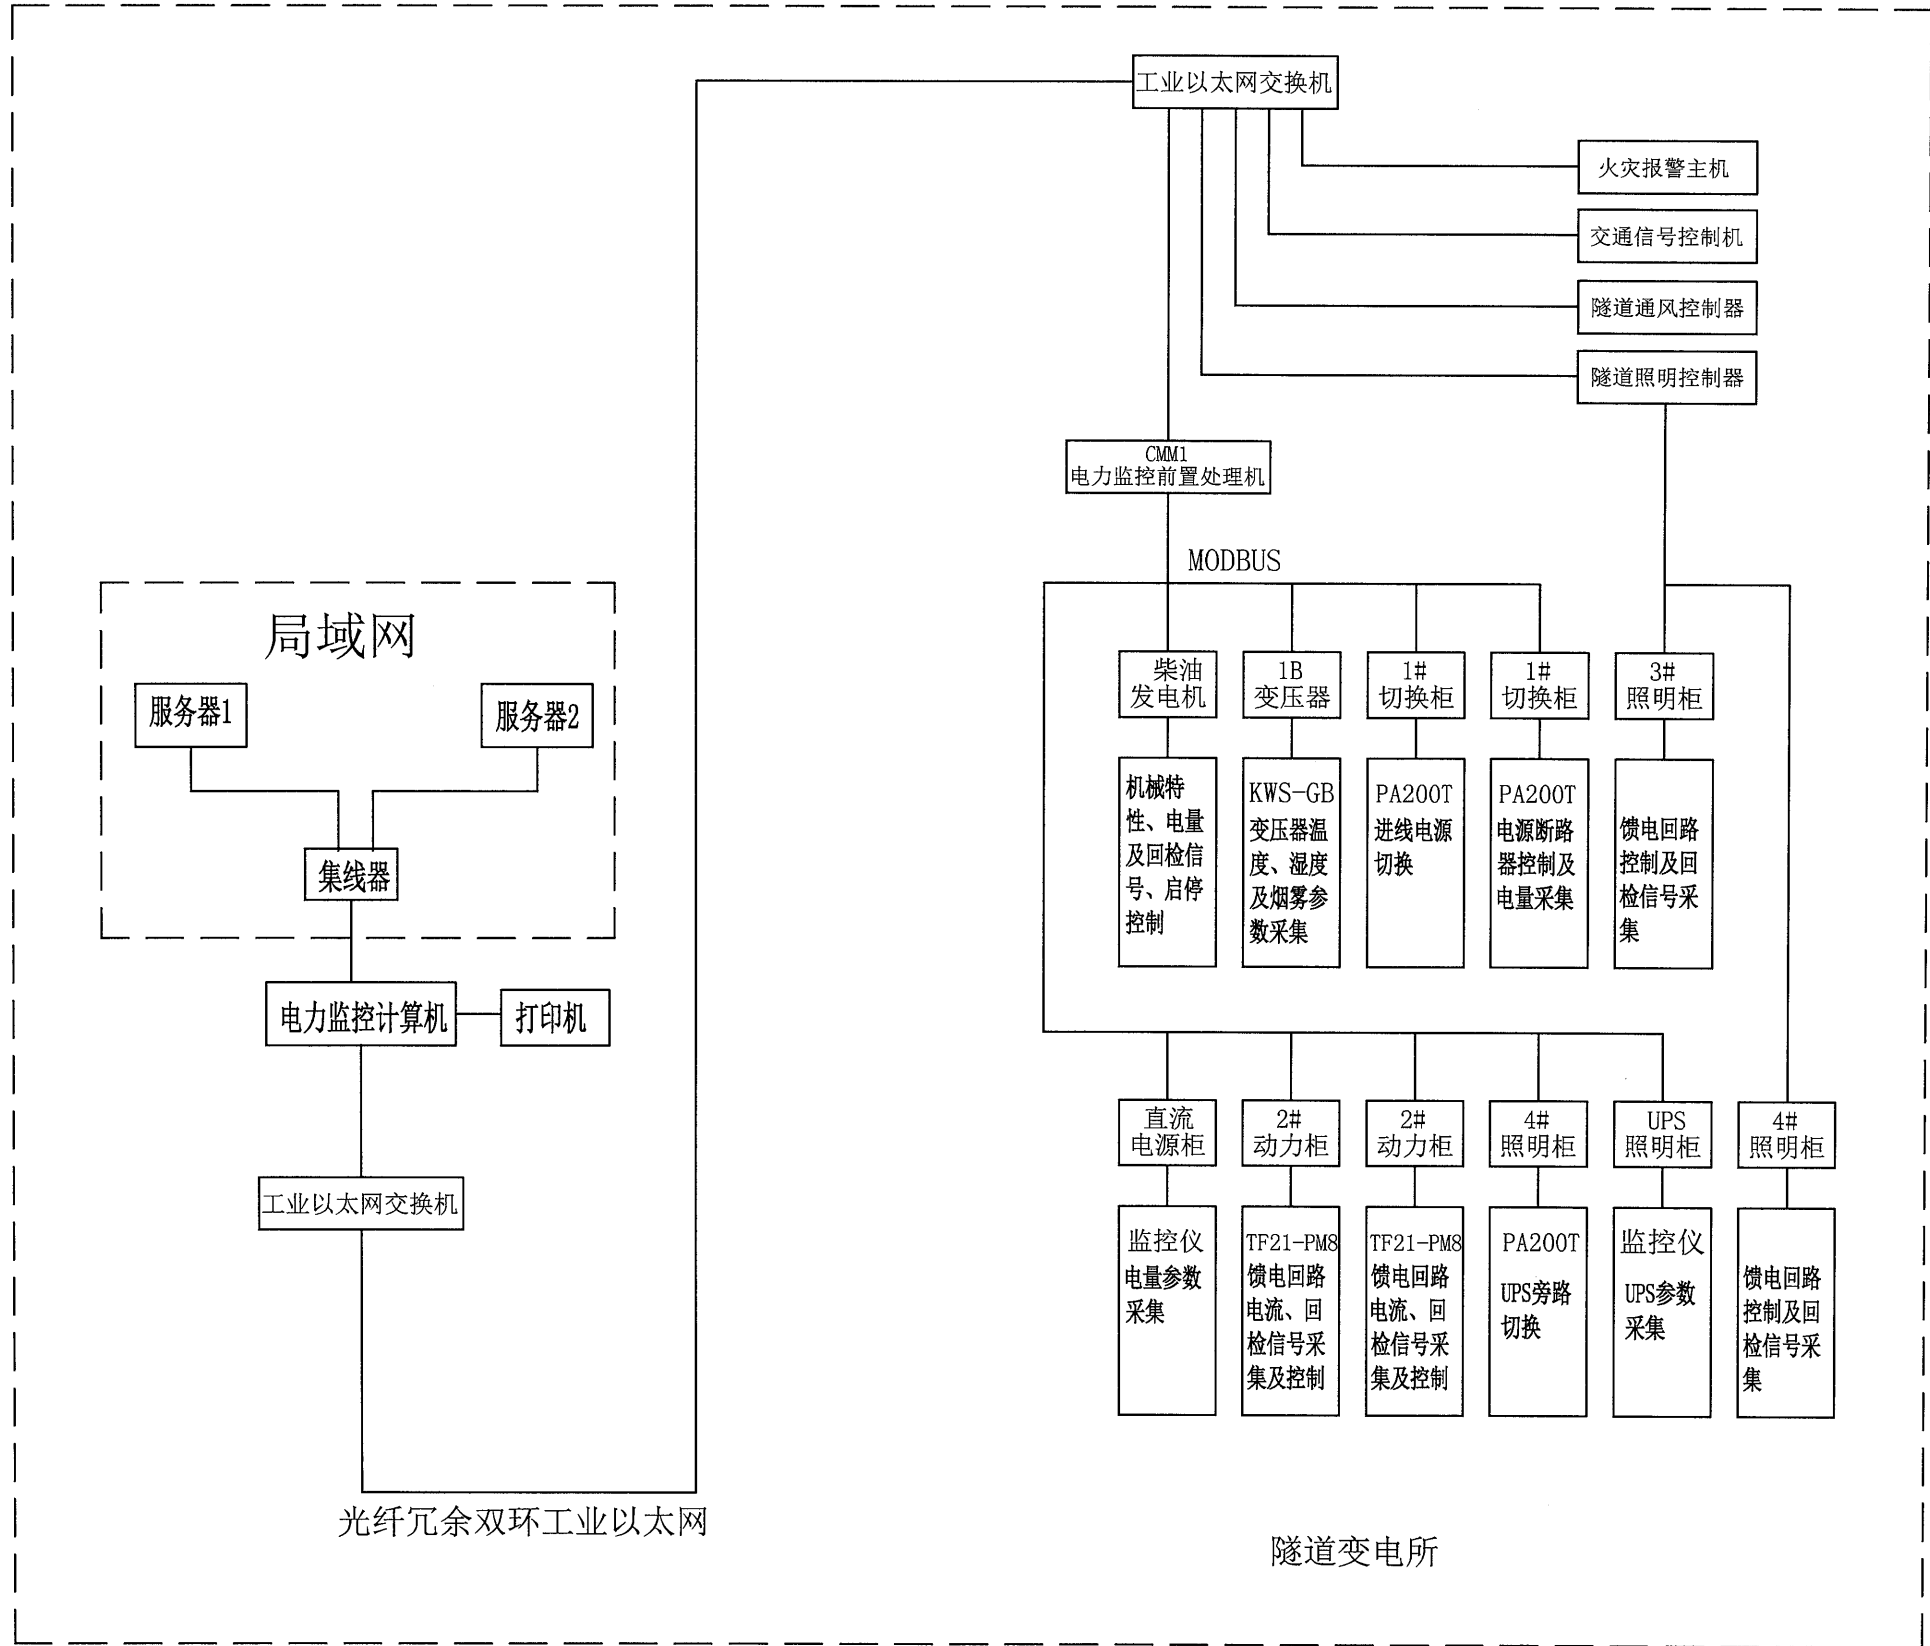 工业以太网交换机
火灾报警主机
交通信号控制机
隧道通风控制器
隧道照明控制器
CMM1
电力监控前置处理机
MODBUS
局域网
服务器1
服务器2
集线器
电力监控计算机
打印机
工业以太网交换机
光纤冗余双环工业以太网
柴油
发电机
1B
变压器
1#
切换柜
1#
切换柜
3#
照明柜
机械特
性、电量
及回检信
号、启停
控制
KWS-GB
变压器温
度、湿度
及烟雾参
数采集
PA200T
进线电源
切换
PA200T
电源断路
器控制及
电量采集
馈电回路
控制及回
检信号采
集
直流
电源柜
2#
动力柜
2#
动力柜
4#
照明柜
UPS
照明柜
4#
照明柜
监控仪
电量参数
采集
TF21-PM8
馈电回路
电流、回
检信号采
集及控制
TF21-PM8
馈电回路
电流、回
检信号采
集及控制
PA200T
UPS旁路
切换
监控仪
UPS参数
采集
馈电回路
控制及回
检信号采
集
隧道变电所